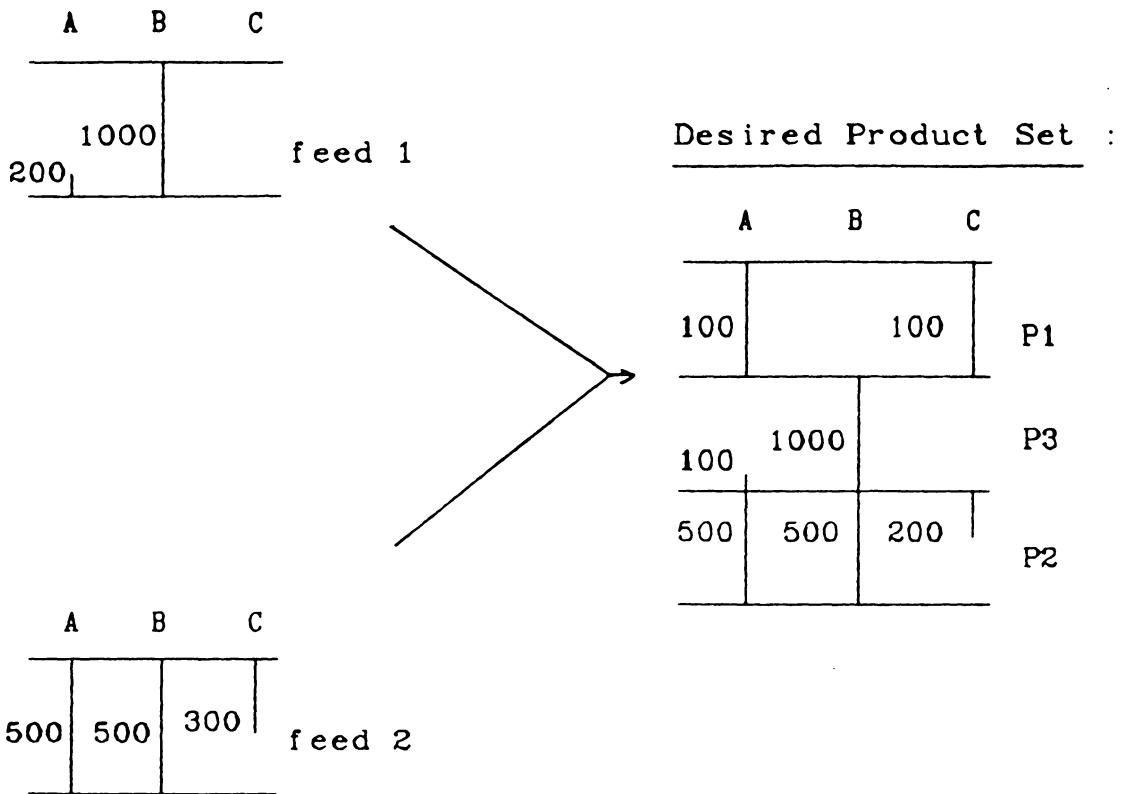 A B C
1000
200
feed 1
Desired Product Set :
A B C
100 100 P1
1000 P3
100
500 500 200
P2
A B C
500 500 300
feed 2